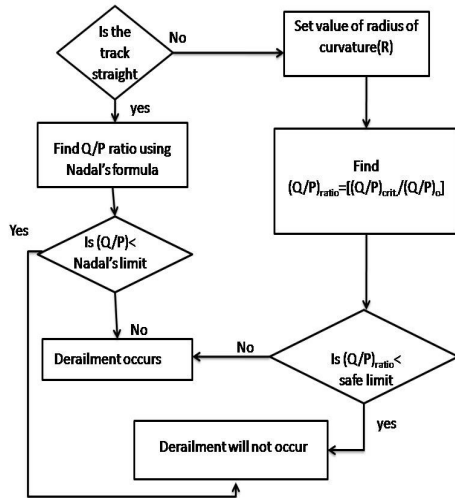 Is the
track
straight
No
Set value of radius of
curvature(R)
yes
Find Q/P ratio using
Nadal's formula
Find
(Q/P)ratio=[(Q/P)crit/(Q/P)o]
Yes
Is (Q/P)<
Nadal's limit
No
Derailment occurs
No
Is (Q/P)ratio<
safe limit
yes
Derailment will not occur